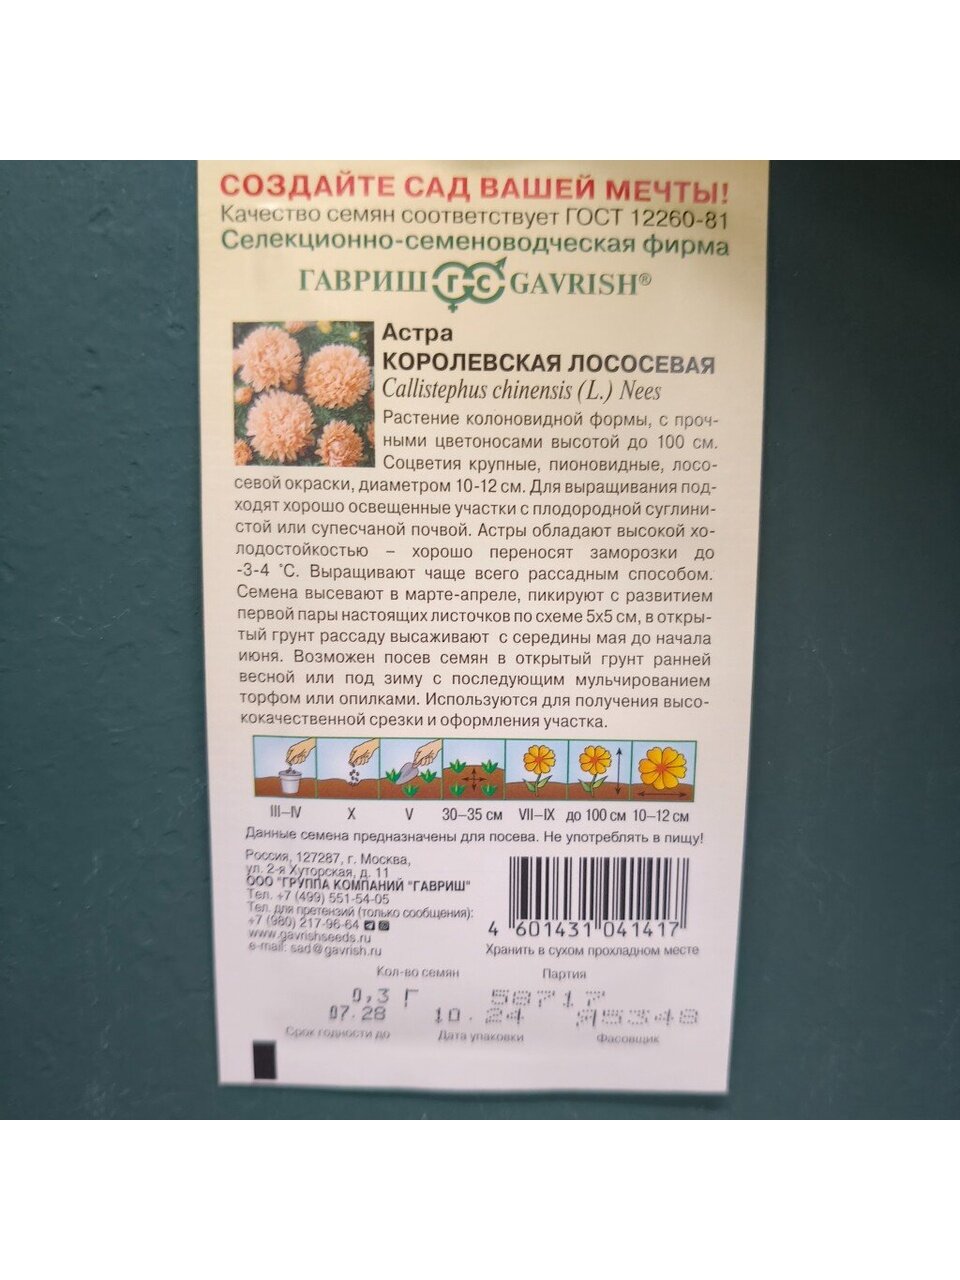 СОЗДАЙТЕ САД ВАШЕЙ МЕЧТЫ!
Качество семян соответствует ГОСТ 12260-81
Селекционно-семеноводческая фирма
ГАВРИШ ГС GAVRISH®
Астра
КОРОЛЕВСКАЯ ЛОСОСЕВАЯ
Callistephus chinensis (L.) Nees
Растение колоновидной формы, с проч-
ными цветоносами высотой до 100 см.
Соцветия крупные, пионовидные, лосо-
севой окраски, диаметром 10-12 см. Для выращивания под-
ходят хорошо освещенные участки с плодородной суглини-
стой или супесчаной почвой. Астры обладают высокой хо-
лодостойкостью – хорошо переносят заморозки до
-3-4 °С. Выращивают чаще всего рассадным способом.
Семена высевают в марте-апреле, пикируют с развитием
первой пары настоящих листочков по схеме 5х5 см, в откры-
тый грунт рассаду высаживают с середины мая до начала
июня. Возможен посев семян в открытый грунт ранней
весной или под зиму с последующим мульчированием
торфом или опилками. Используются для получения высо-
кокачественной срезки и оформления участка.
III–IV X V 30–35 см VII–IX до 100 см 10–12 см
Данные семена предназначены для посева. Не употреблять в пищу!
Россия, 127287, г. Москва,
ул. 2-я Хуторская, д. 11
ООО "ГРУППА КОМПАНИЙ "ГАВРИШ"
Тел. +7 (499) 551-54-05
Тел. для претензий (только сообщения):
+7 (980) 217-96-64
www.gavrishseeds.ru
e-mail: sad@gavrish.ru
4 601431 041417
Хранить в сухом прохладном месте
Кол-во семян Партия
0,3 Г 58717
07.28 10.24 Я5348
Срок годности до Дата упаковки Фасовщик